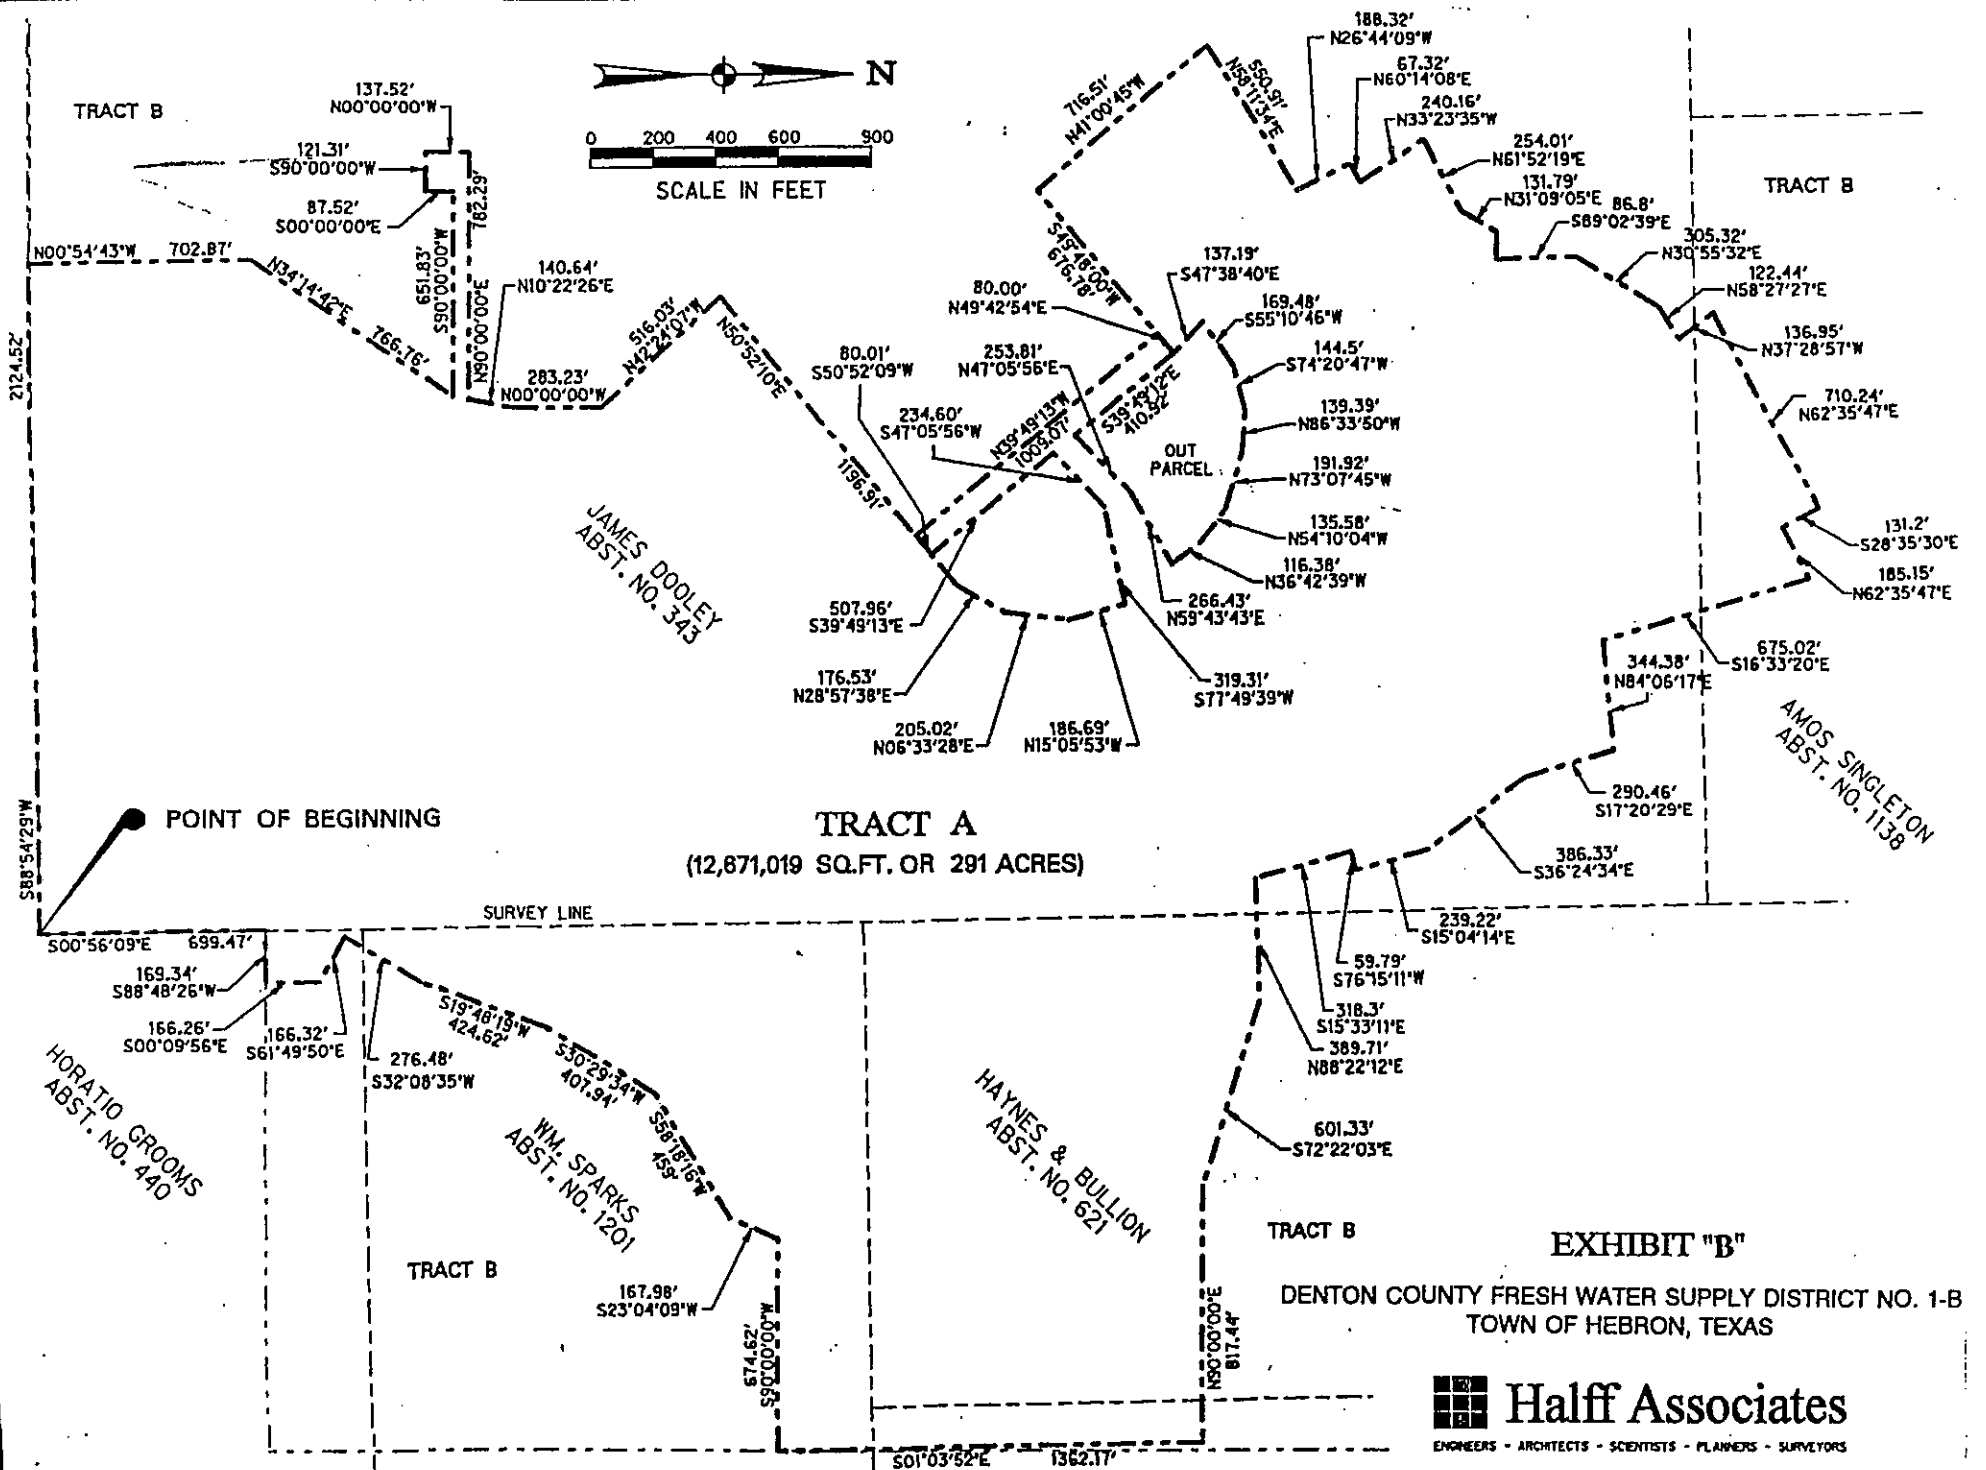 188.32'
N26°44'09"W
67.32'
N60°14'08"E
240.16'
N33°23'35"W
254.01'
N61°52'19"E
131.79'
N31°09'05"E
86.8'
S89°02'39"E
305.32'
N30°55'32"E
122.44'
N58°27'27"E
136.95'
N37°28'57"W
TRACT B
710.24'
N62°35'47"E
131.2'
S28°35'30"E
185.15'
N62°35'47"E
675.02'
S16°33'20"E
344.38'
N84°06'17"E
AMOS SINGLETON
ABST. NO. 1138
290.46'
S17°20'29"E
386.33'
S36°24'34"E
239.22'
S15°04'14"E
59.79'
S76°15'11"W
318.3'
S15°33'11"E
389.71'
N88°22'12"E
601.33'
S72°22'03"E
N90°00'00"E
817.44'
TRACT B
TRACT B
137.52'
N00°00'00"W
121.31'
S90°00'00"W
87.52'
S00°00'00"E
782.29'
N90°00'00"E
651.83'
S90°00'00"W
N00°54'43"W 702.87'
N34°14'42"E 766.76'
140.64'
N10°22'26"E
283.23'
N00°00'00"W
516.03'
N42°24'07"W
N50°52'10"E 1196.91'
N
0 200 400 600 900
SCALE IN FEET
716.51'
N41°00'45"W
550.91'
N58°11'34"E
S49°48'00"W
676.78'
137.19'
S47°38'40"E
80.00'
N49°42'54"E
169.48'
S55°10'46"W
144.5'
S74°20'47"W
139.39'
N86°33'50"W
191.92'
N73°07'45"W
135.58'
N54°10'04"W
116.38'
N36°42'39"W
266.43'
N59°43'43"E
253.81'
N47°05'56"E
S39°49'12"E
410.92'
OUT
PARCEL
80.01'
S50°52'09"W
234.60'
S47°05'56"W
N39°49'13"W
1009.07'
507.96'
S39°49'13"E
176.53'
N28°57'38"E
205.02'
N06°33'28"E
186.69'
N15°05'53"W
319.31'
S77°49'39"W
JAMES DOOLEY
ABST. NO. 343
2124.52'
S88°54'29"W
POINT OF BEGINNING
TRACT A
(12,671,019 SQ.FT. OR 291 ACRES)
SURVEY LINE
S00°56'09"E 699.47'
169.34'
S88°48'26"W
166.26'
S00°09'56"E
166.32'
S61°49'50"E
276.48'
S32°08'35"W
S19°48'19"W
424.62'
S30°29'34"W
407.94'
S58°18'16"W
459'
167.98'
S23°04'09"W
674.62'
S90°00'00"W
S01°03'52"E 1362.17'
HORATIO GROOMS
ABST. NO. 440
WM. SPARKS
ABST. NO. 1201
HAYNES & BULLION
ABST. NO. 621
TRACT B
EXHIBIT "B"
DENTON COUNTY FRESH WATER SUPPLY DISTRICT NO. 1-B
TOWN OF HEBRON, TEXAS
Halff Associates
ENGINEERS - ARCHITECTS - SCIENTISTS - PLANNERS - SURVEYORS